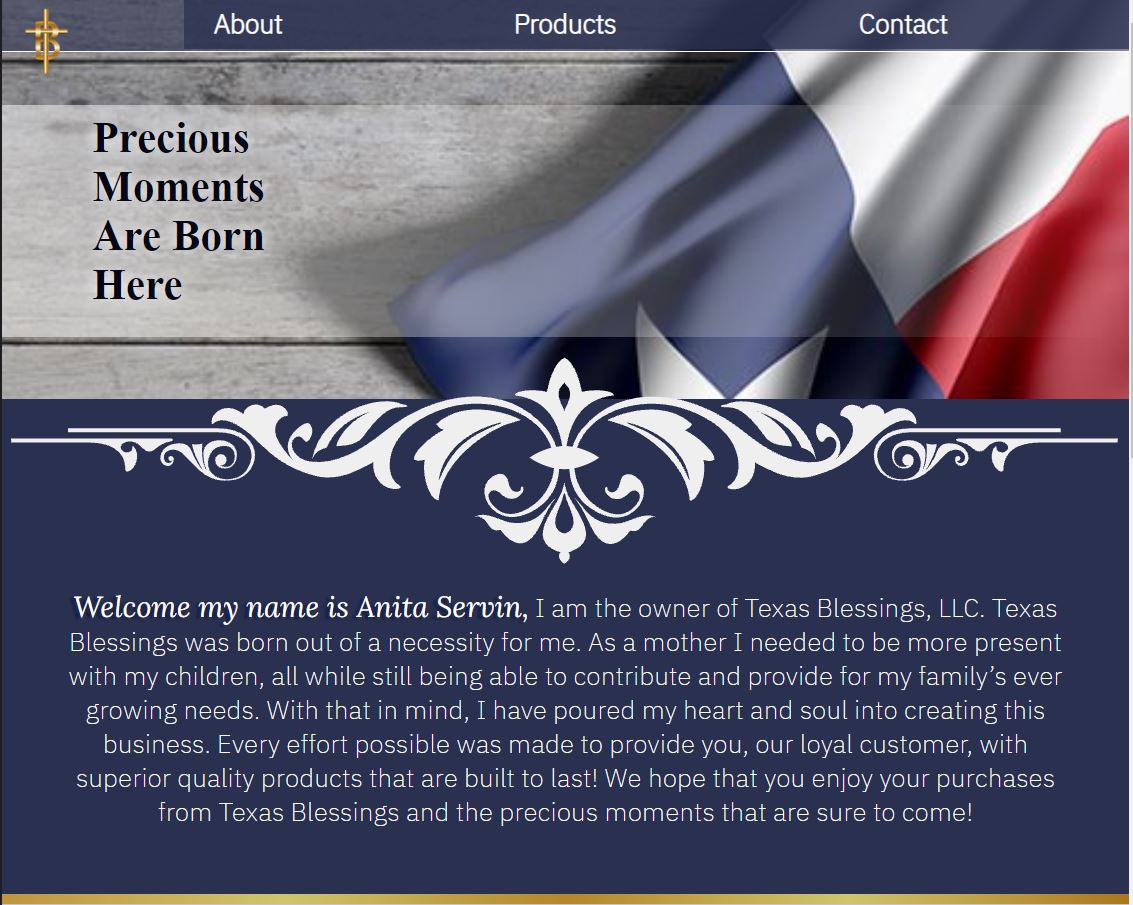 About Products Contact
Precious
Moments
Are Born
Here
Welcome my name is Anita Servin, I am the owner of Texas Blessings, LLC. Texas
Blessings was born out of a necessity for me. As a mother I needed to be more present
with my children, all while still being able to contribute and provide for my family’s ever
growing needs. With that in mind, I have poured my heart and soul into creating this
business. Every effort possible was made to provide you, our loyal customer, with
superior quality products that are built to last! We hope that you enjoy your purchases
from Texas Blessings and the precious moments that are sure to come!